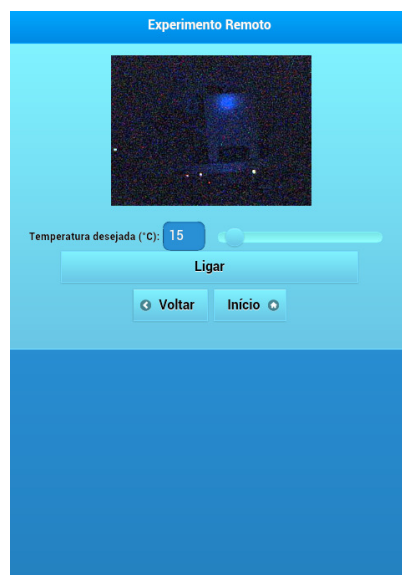 Experimento Remoto
Temperatura desejada (°C): 15
Ligar
Voltar Início